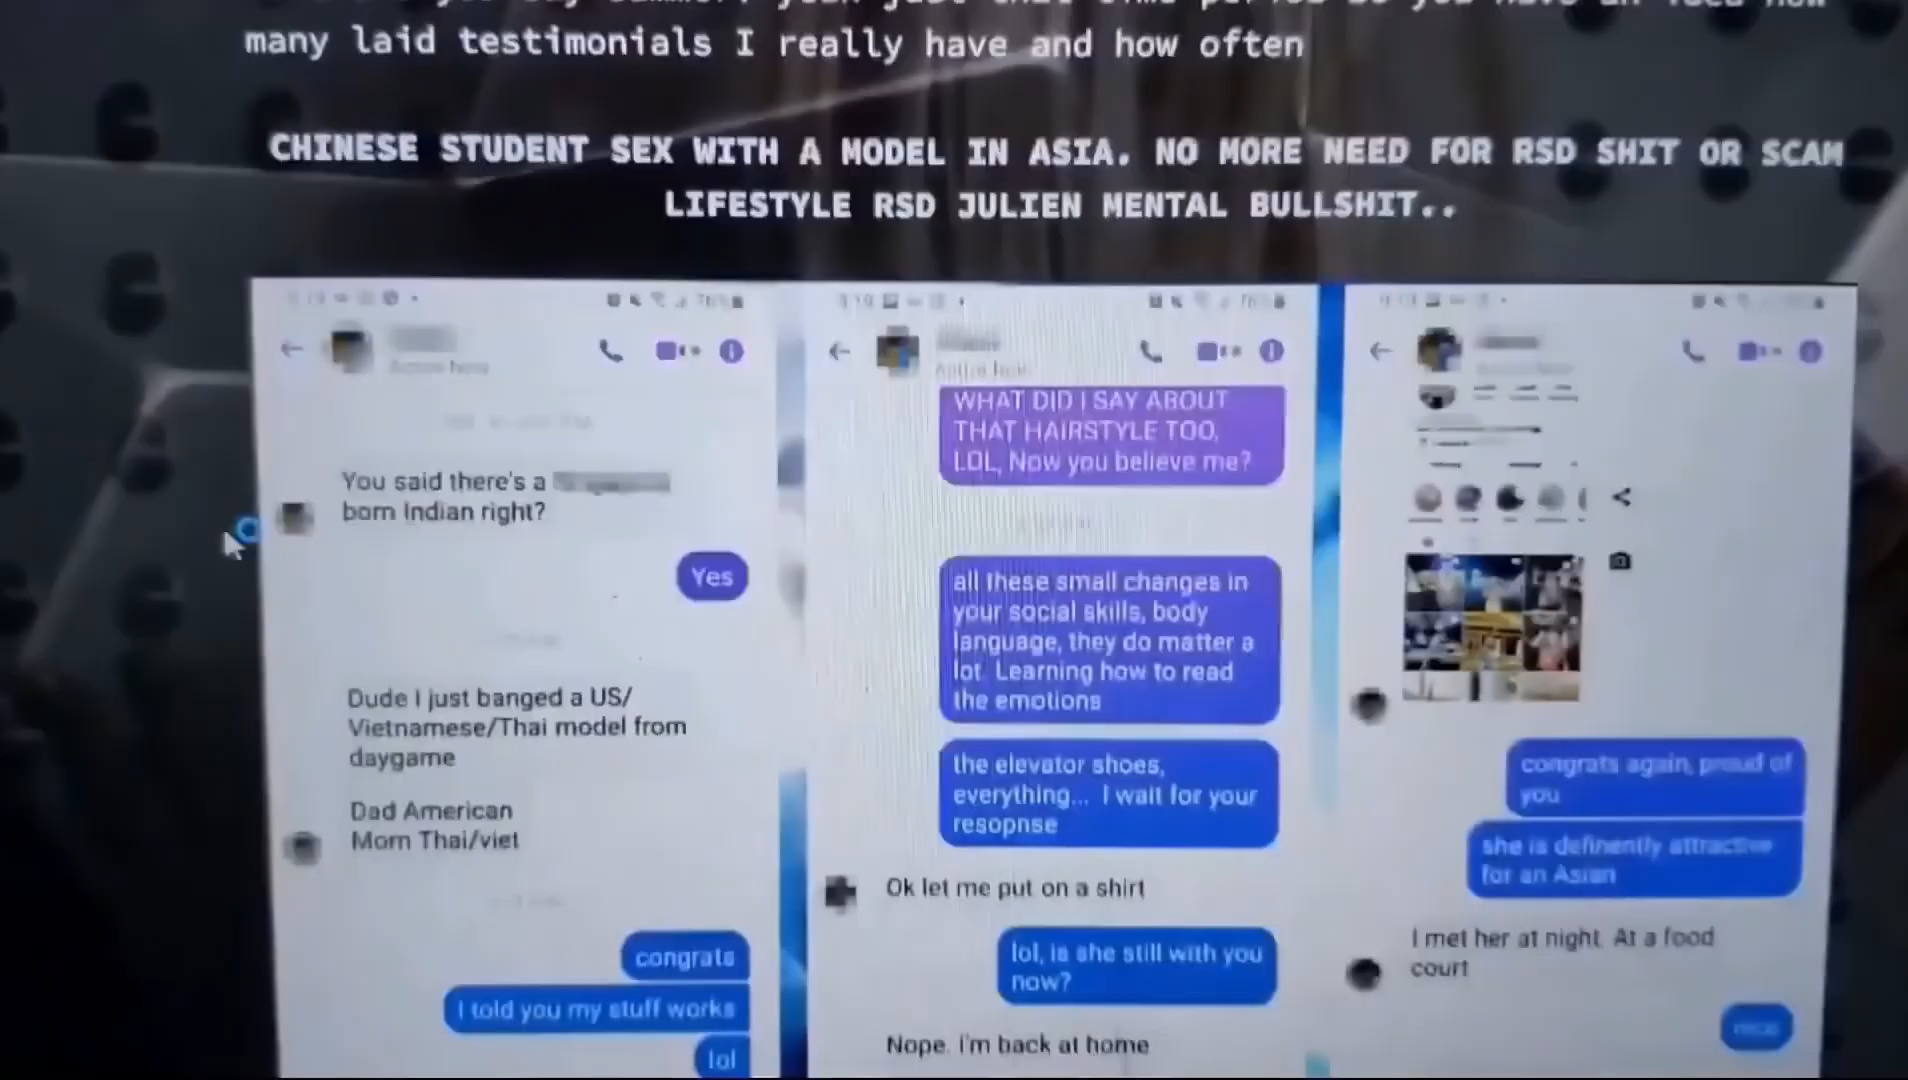 many laid testimonials I really have and how often
CHINESE STUDENT SEX WITH A MODEL IN ASIA. NO MORE NEED FOR RSD SHIT OR SCAM
LIFESTYLE RSD JULIEN MENTAL BULLSHIT..
You said there's a
born Indian right?
Yes
Dude I just banged a US/
Vietnamese/Thai model from
daygame
Dad American
Mom Thai/viet
congrats
I told you my stuff works
lol
Active Now
WHAT DID I SAY ABOUT
THAT HAIRSTYLE TOO,
LOL, Now you believe me?
all these small changes in
your social skills, body
language, they do matter a
lot. Learning how to read
the emotions
the elevator shoes,
everything... I wait for your
resopnse
Ok let me put on a shirt
lol, is she still with you
now?
Nope. I'm back at home
congrats again, proud of
you
she is definently attractive
for an Asian
I met her at night. At a food
court